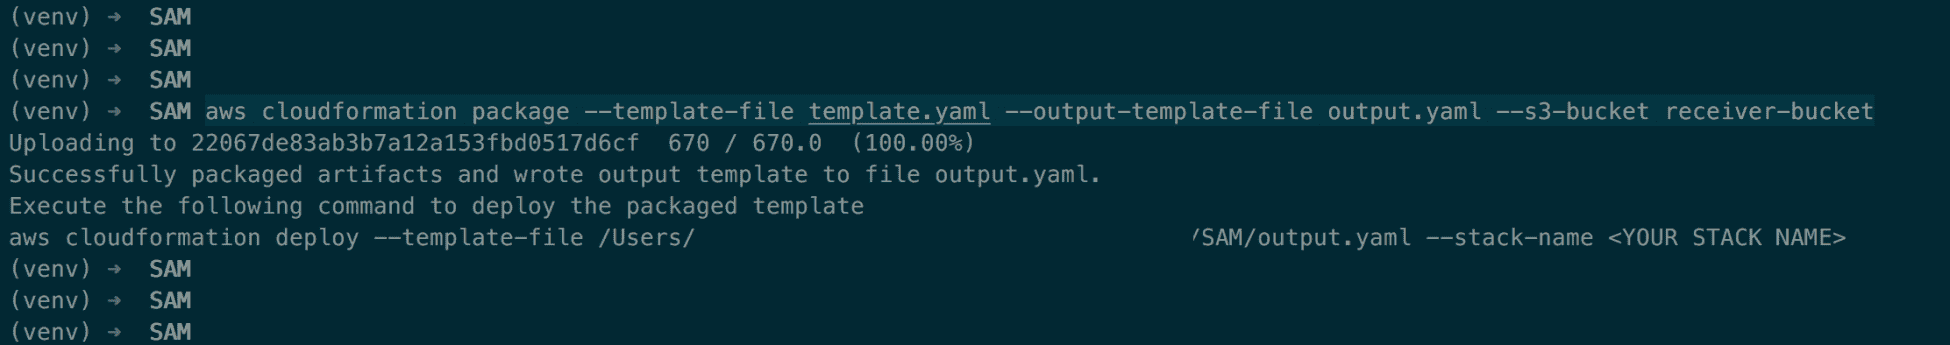 (venv) → SAM
(venv) → SAM
(venv) → SAM
(venv) → SAM aws cloudformation package --template-file template.yaml --output-template-file output.yaml --s3-bucket receiver-bucket
Uploading to 22067de83ab3b7a12a153fbd0517d6cf  670 / 670.0  (100.00%)
Successfully packaged artifacts and wrote output template to file output.yaml.
Execute the following command to deploy the packaged template
aws cloudformation deploy --template-file /Users/ /SAM/output.yaml --stack-name <YOUR STACK NAME>
(venv) → SAM
(venv) → SAM
(venv) → SAM